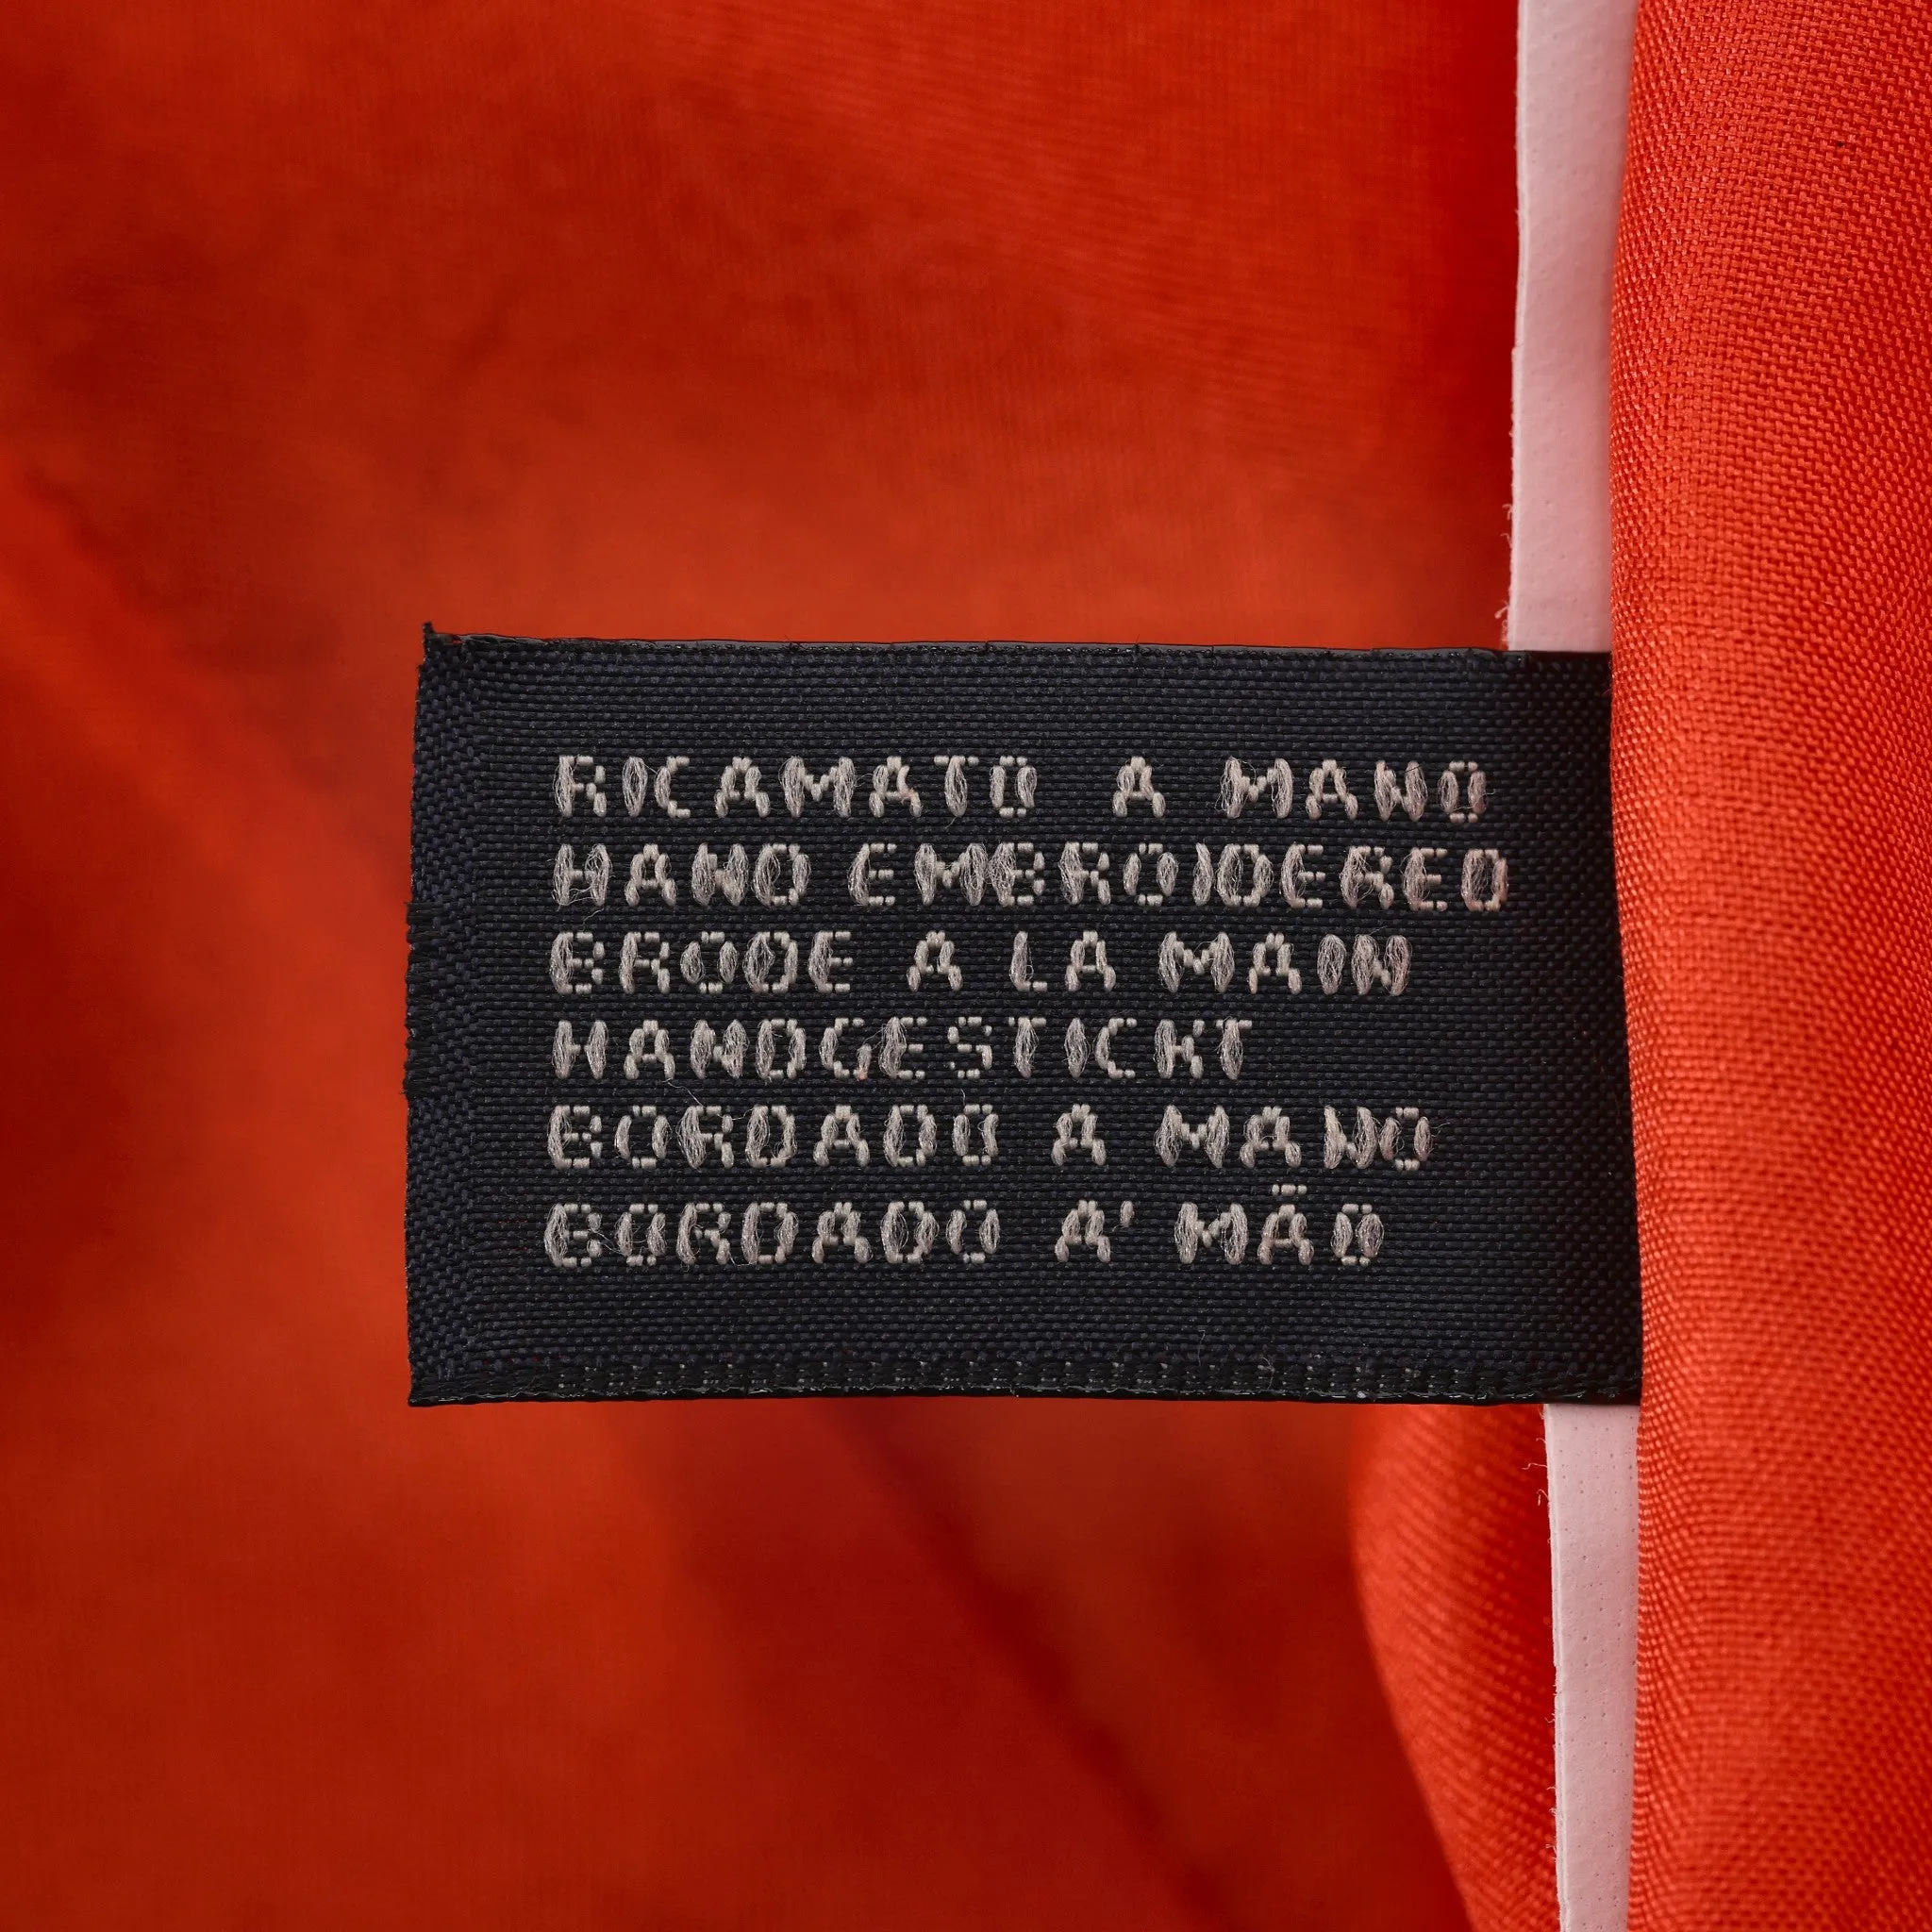 RICAMATO A MANO
HAND EMBROIDERED
BRODE A LA MAIN
HANDGESTICKT
BORDADO A MANO
BORDADO A' MÃO